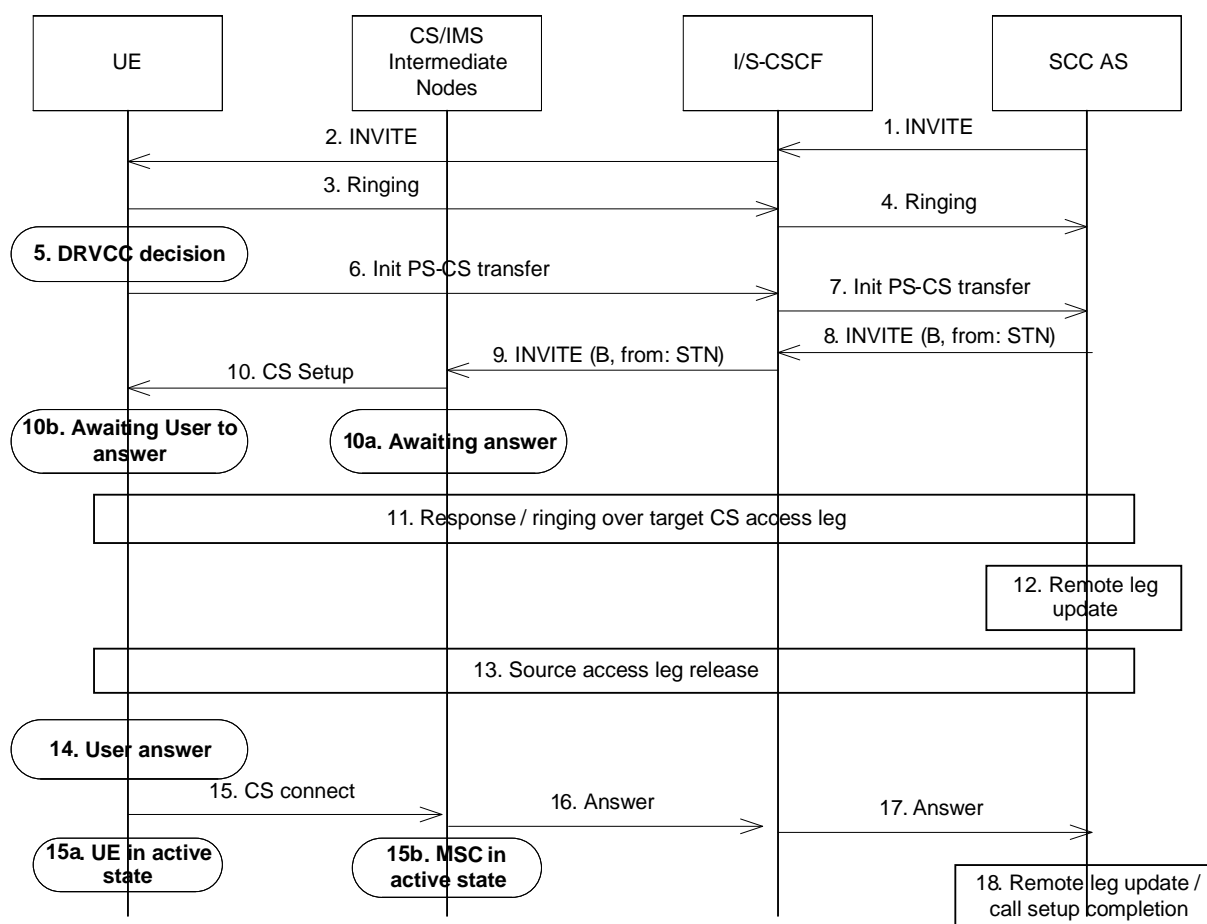 UE
CS/IMS
Intermediate
Nodes
I/S-CSCF
SCC AS
1. INVITE
2. INVITE
3. Ringing
4. Ringing
5. DRVCC decision
6. Init PS-CS transfer
7. Init PS-CS transfer
8. INVITE (B, from: STN)
9. INVITE (B, from: STN)
10. CS Setup
10b. Awaiting User to
answer
10a. Awaiting answer
11. Response / ringing over target CS access leg
12. Remote leg
update
13. Source access leg release
14. User answer
15. CS connect
16. Answer
17. Answer
15a. UE in active
state
15b. MSC in
active state
18. Remote leg update /
call setup completion